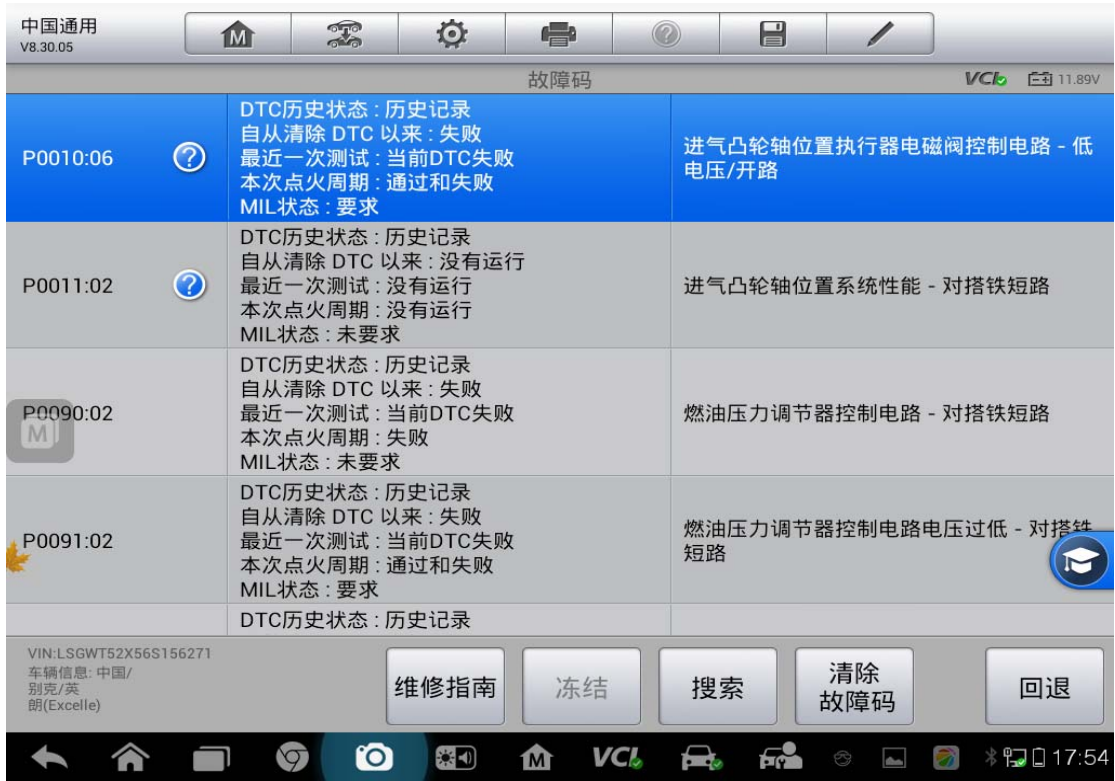 中国通用
V8.30.05
故障码
VCI 11.89V
P0010:06
DTC历史状态 : 历史记录
自从清除 DTC 以来 : 失败
最近一次测试 : 当前DTC失败
本次点火周期 : 通过和失败
MIL状态 : 要求
进气凸轮轴位置执行器电磁阀控制电路 - 低
电压/开路
P0011:02
DTC历史状态 : 历史记录
自从清除 DTC 以来 : 没有运行
最近一次测试 : 没有运行
本次点火周期 : 没有运行
MIL状态 : 未要求
进气凸轮轴位置系统性能 - 对搭铁短路
P0090:02
DTC历史状态 : 历史记录
自从清除 DTC 以来 : 失败
最近一次测试 : 当前DTC失败
本次点火周期 : 失败
MIL状态 : 未要求
燃油压力调节器控制电路 - 对搭铁短路
P0091:02
DTC历史状态 : 历史记录
自从清除 DTC 以来 : 失败
最近一次测试 : 当前DTC失败
本次点火周期 : 通过和失败
MIL状态 : 要求
燃油压力调节器控制电路电压过低 - 对搭铁
短路
DTC历史状态 : 历史记录
VIN:LSGWT52X56S156271
车辆信息: 中国/
别克/英
朗(Excelle)
维修指南
冻结
搜索
清除
故障码
回退
VCI
17:54